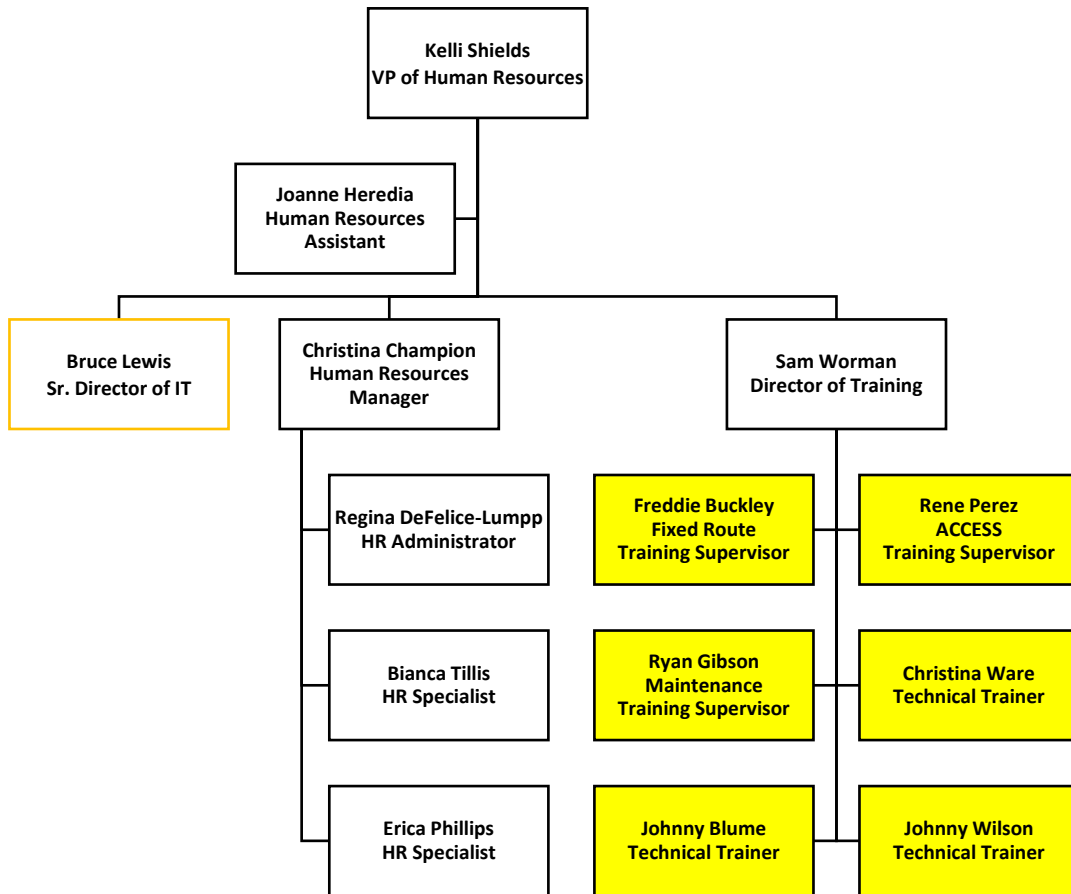 Kelli Shields
VP of Human Resources
Joanne Heredia
Human Resources
Assistant
Bruce Lewis
Sr. Director of IT
Christina Champion
Human Resources
Manager
Sam Worman
Director of Training
Regina DeFelice-Lumpp
HR Administrator
Freddie Buckley
Fixed Route
Training Supervisor
Rene Perez
ACCESS
Training Supervisor
Bianca Tillis
HR Specialist
Ryan Gibson
Maintenance
Training Supervisor
Christina Ware
Technical Trainer
Erica Phillips
HR Specialist
Johnny Blume
Technical Trainer
Johnny Wilson
Technical Trainer